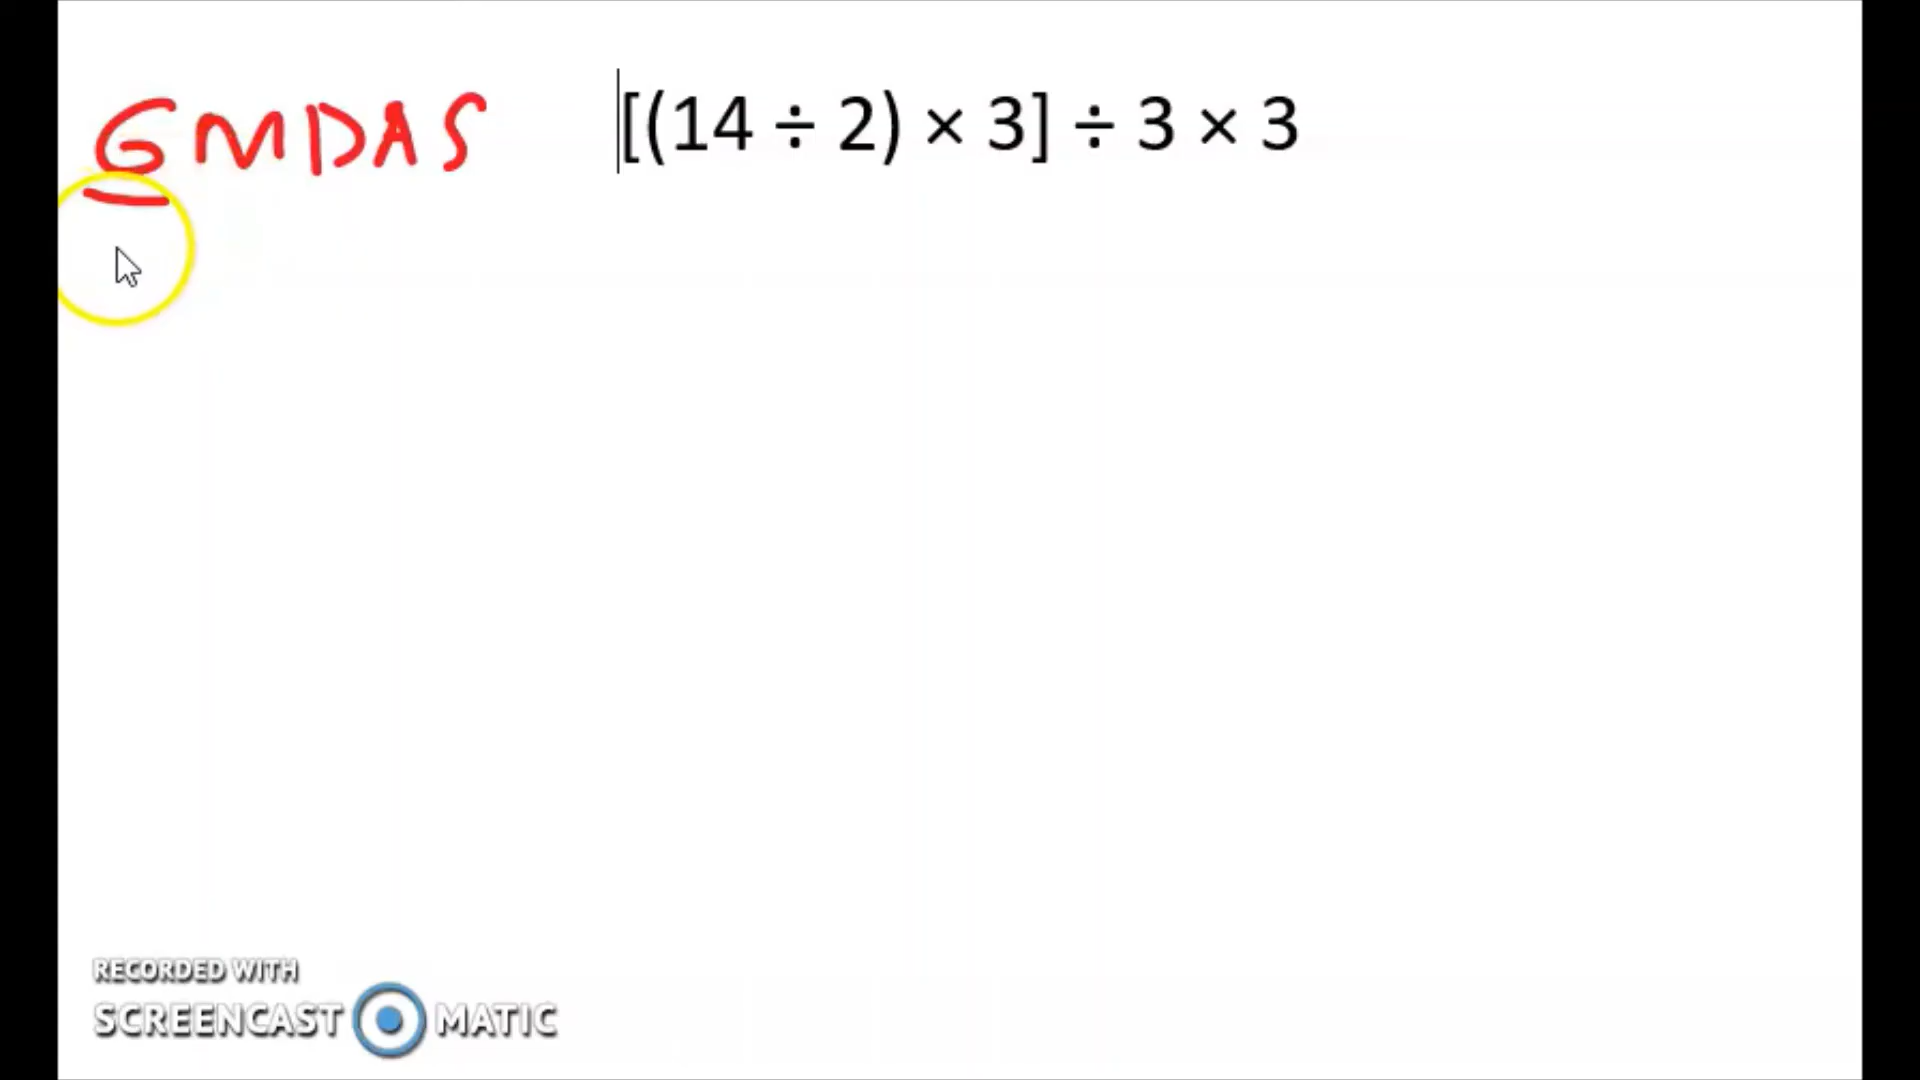 GMDAS [(14 ÷ 2) × 3] ÷ 3 × 3
RECORDED WITH
SCREENCAST MATIC